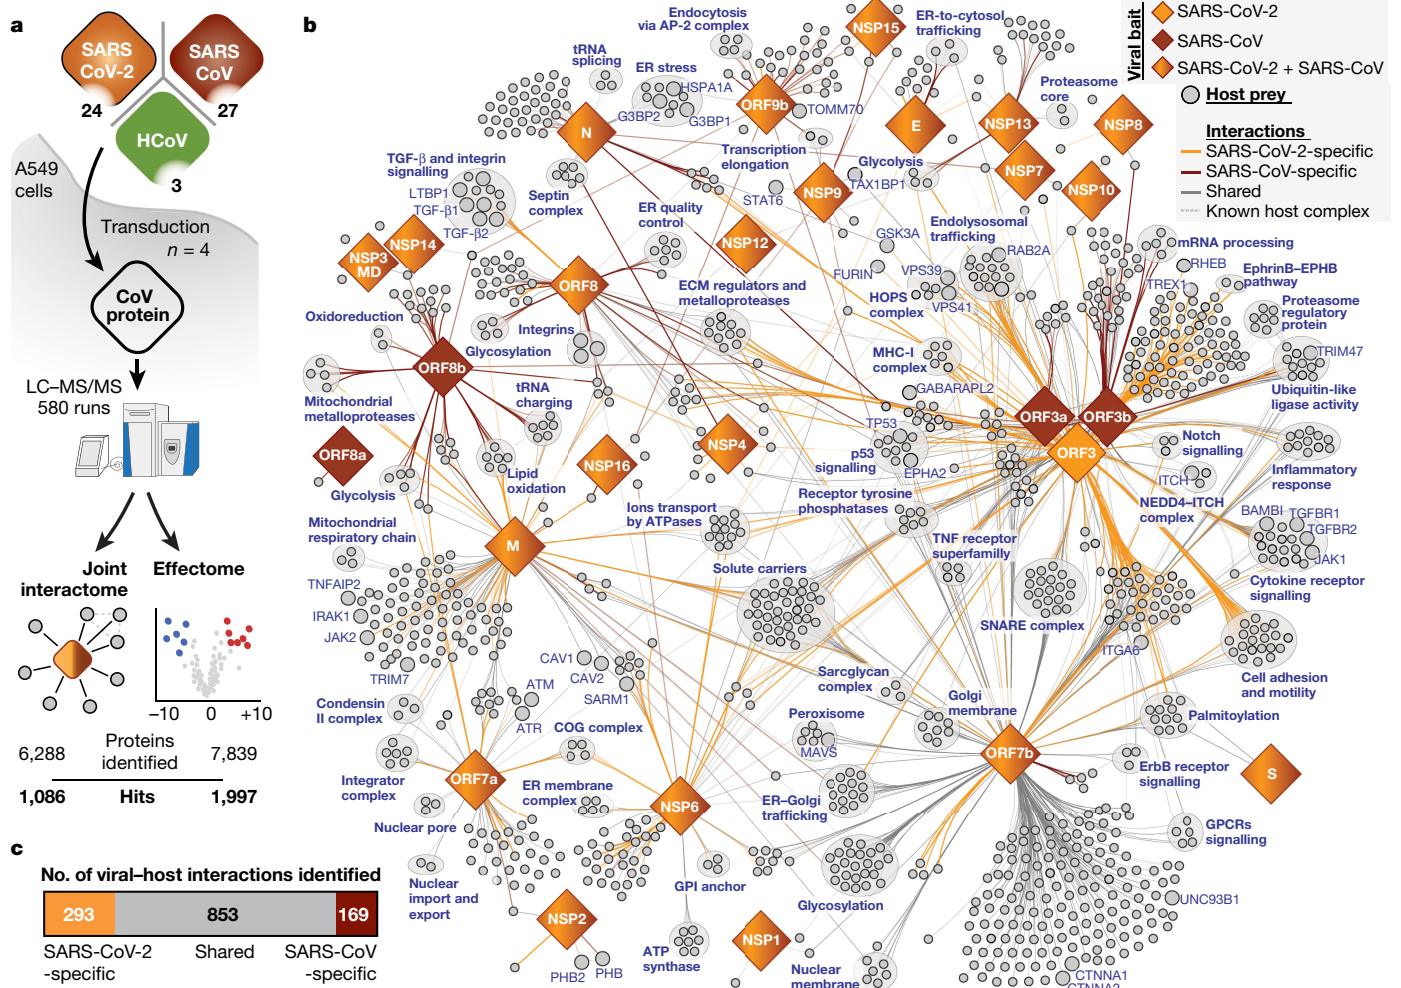 a
SARS
CoV-2
SARS
CoV
24
27
HCoV
3
A549
cells
Transduction
n = 4
CoV
protein
LC–MS/MS
580 runs
Joint
interactome
Effectome
–10
0
+10
6,288
Proteins
identified
7,839
1,086
Hits
1,997
c
No. of viral–host interactions identified
293
853
169
SARS-CoV-2
-specific
Shared
SARS-CoV
-specific
b
Viral bait
SARS-CoV-2
SARS-CoV
SARS-CoV-2 + SARS-CoV
Host prey
Interactions
SARS-CoV-2-specific
SARS-CoV-specific
Shared
Known host complex
Endocytosis
via AP-2 complex
NSP15
ER-to-cytosol
trafficking
tRNA
splicing
ER stress
HSPA1A
G3BP2
G3BP1
ORF9b
TOMM70
Proteasome
core
N
E
NSP13
NSP8
Transcription
elongation
Glycolysis
NSP7
TGF-β and integrin
signalling
LTBP1
TGF-β1
TGF-β2
Septin
complex
STAT6
NSP9
TAX1BP1
NSP10
ER quality
control
NSP14
NSP3
MD
NSP12
GSK3A
Endolysosomal
trafficking
RAB2A
mRNA processing
RHEB
TREX1
EphrinB–EPHB
pathway
FURIN
VPS39
VPS41
HOPS
complex
ORF8
ECM regulators and
metalloproteases
Proteasome
regulatory
protein
Oxidoreduction
Integrins
Glycosylation
MHC-I
complex
TRIM47
Ubiquitin-like
ligase activity
ORF8b
Mitochondrial
metalloproteases
tRNA
charging
GABARAPL2
ORF3a
ORF3b
ORF3
TP53
p53
signalling
EPHA2
NSP4
Notch
signalling
ITCH
NEDD4–ITCH
complex
Inflammatory
response
ORF8a
Glycolysis
Lipid
oxidation
NSP16
Ions transport
by ATPases
Receptor tyrosine
phosphatases
BAMBI
TGFBR1
TGFBR2
JAK1
Cytokine receptor
signalling
Mitochondrial
respiratory chain
M
TNF receptor
superfamilly
Solute carriers
TNFAIP2
IRAK1
JAK2
TRIM7
SNARE complex
ITGA6
Cell adhesion
and motility
CAV1
CAV2
SARM1
ATM
ATR
Sarcglycan
complex
Golgi
membrane
Condensin
II complex
COG complex
Peroxisome
MAVS
Palmitoylation
Integrator
complex
ORF7a
ER membrane
complex
NSP6
ER–Golgi
trafficking
ORF7b
ErbB receptor
signalling
S
Nuclear pore
GPCRs
signalling
Nuclear
import and
export
GPI anchor
Glycosylation
UNC93B1
NSP2
PHB2
PHB
ATP
synthase
NSP1
Nuclear
membrane
CTNNA1
CTNNA2